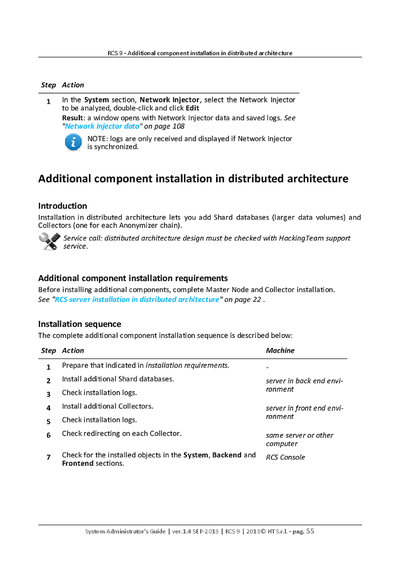 RCS 9 - Additional component installation in distributed architecture
Step Action
1 In the System section, Network Injector, select the Network Injector
to be analyzed, double-click and click Edit
Result: a window opens with Network Injector data and saved logs. See
"Network Injector data" on page 108
NOTE: logs are only received and displayed if Network Injector
is synchronized.
Additional component installation in distributed architecture
Introduction
Installation in distributed architecture lets you add Shard databases (larger data volumes) and
Collectors (one for each Anonymizer chain).
Service call: distributed architecture design must be checked with HackingTeam support
service.
Additional component installation requirements
Before installing additional components, complete Master Node and Collector installation.
See "RCS server installation in distributed architecture" on page 22 .
Installation sequence
The complete additional component installation sequence is described below:
Step Action Machine
1 Prepare that indicated in Installation requirements. -
2 Install additional Shard databases. server in back end envi-
ronment
3 Check installation logs.
4 Install additional Collectors. server in front end envi-
ronment
5 Check installation logs.
6 Check redirecting on each Collector. same server or other
computer
7 Check for the installed objects in the System, Backend and RCS Console
Frontend sections.
System Administrator's Guide | ver.1.4 SEP-2013 | RCS 9 | 2013© HT S.r.l. - pag. 55